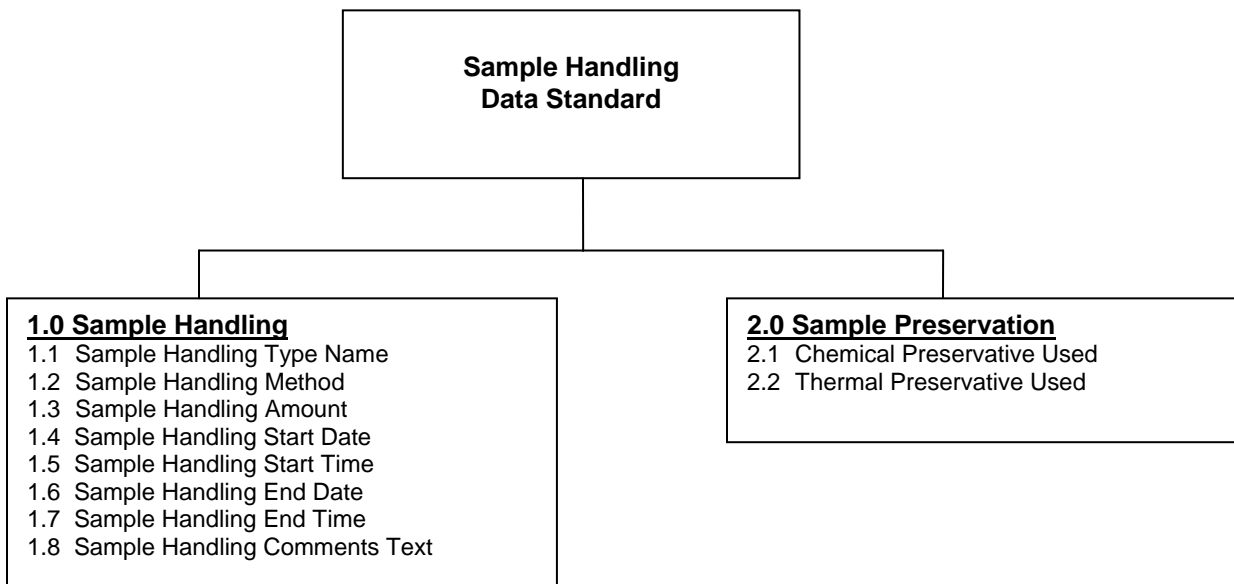 Sample Handling
Data Standard
1.0 Sample Handling
1.1 Sample Handling Type Name
1.2 Sample Handling Method
1.3 Sample Handling Amount
1.4 Sample Handling Start Date
1.5 Sample Handling Start Time
1.6 Sample Handling End Date
1.7 Sample Handling End Time
1.8 Sample Handling Comments Text
2.0 Sample Preservation
2.1 Chemical Preservative Used
2.2 Thermal Preservative Used